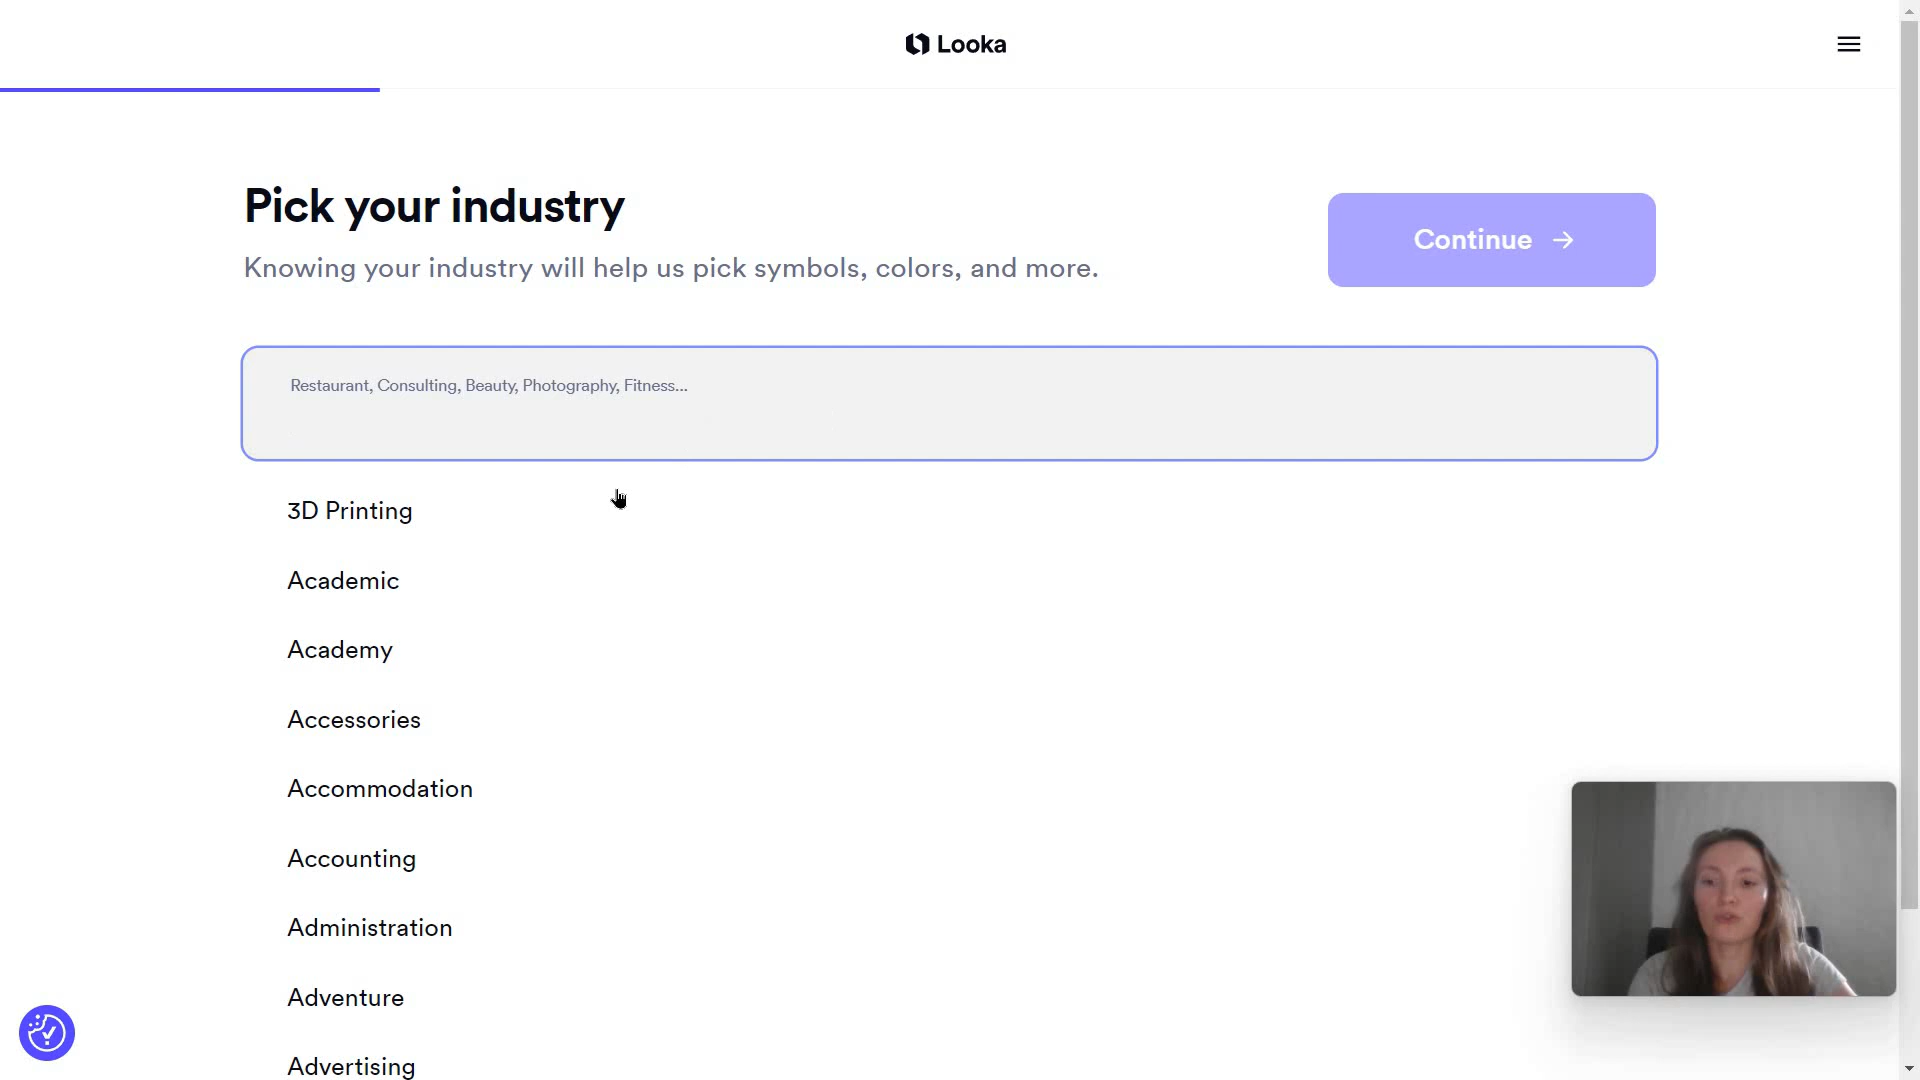 Looka
Pick your industry
Continue
Knowing your industry will help us pick symbols, colors, and more.
Restaurant, Consulting, Beauty, Photography, Fitness...
3D Printing
Academic
Academy
Accessories
Accommodation
Accounting
Administration
Adventure
Advertising